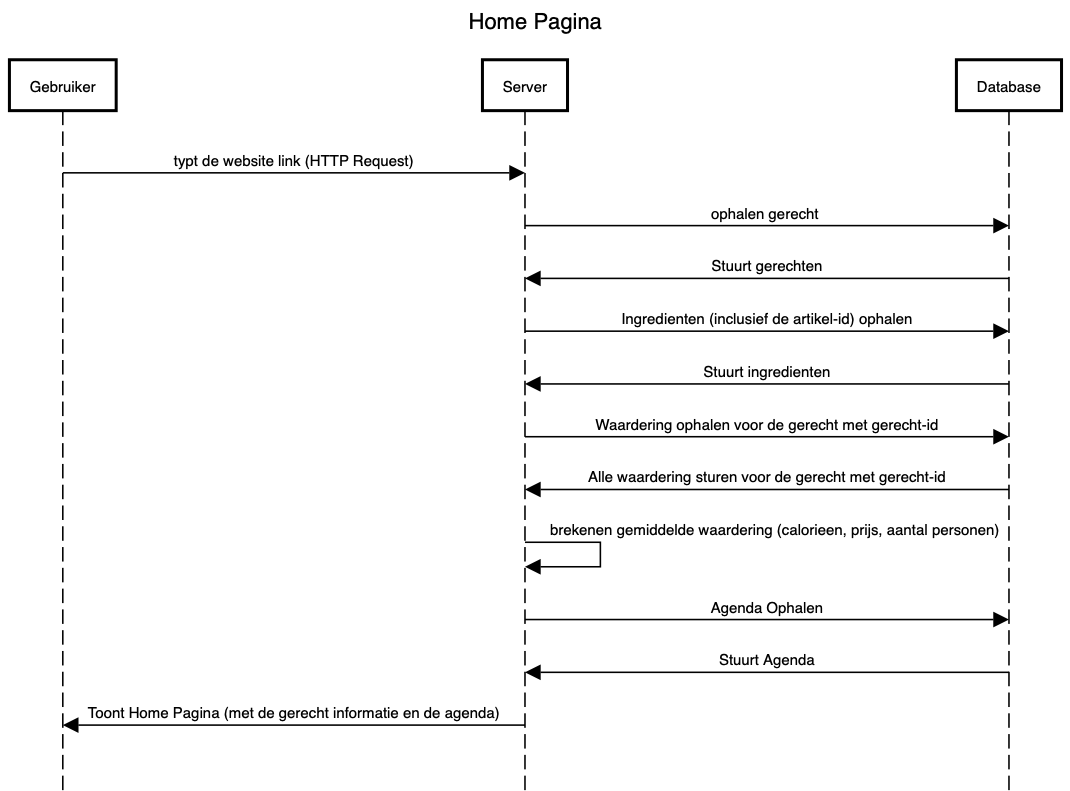 Home Pagina
Gebruiker
Server
Database
typt de website link (HTTP Request)
ophalen gerecht
Stuurt gerechten
Ingredienten (inclusief de artikel-id) ophalen
Stuurt ingredienten
Waardering ophalen voor de gerecht met gerecht-id
Alle waardering sturen voor de gerecht met gerecht-id
brekenen gemiddelde waardering (calorieen, prijs, aantal personen)
Agenda Ophalen
Stuurt Agenda
Toont Home Pagina (met de gerecht informatie en de agenda)